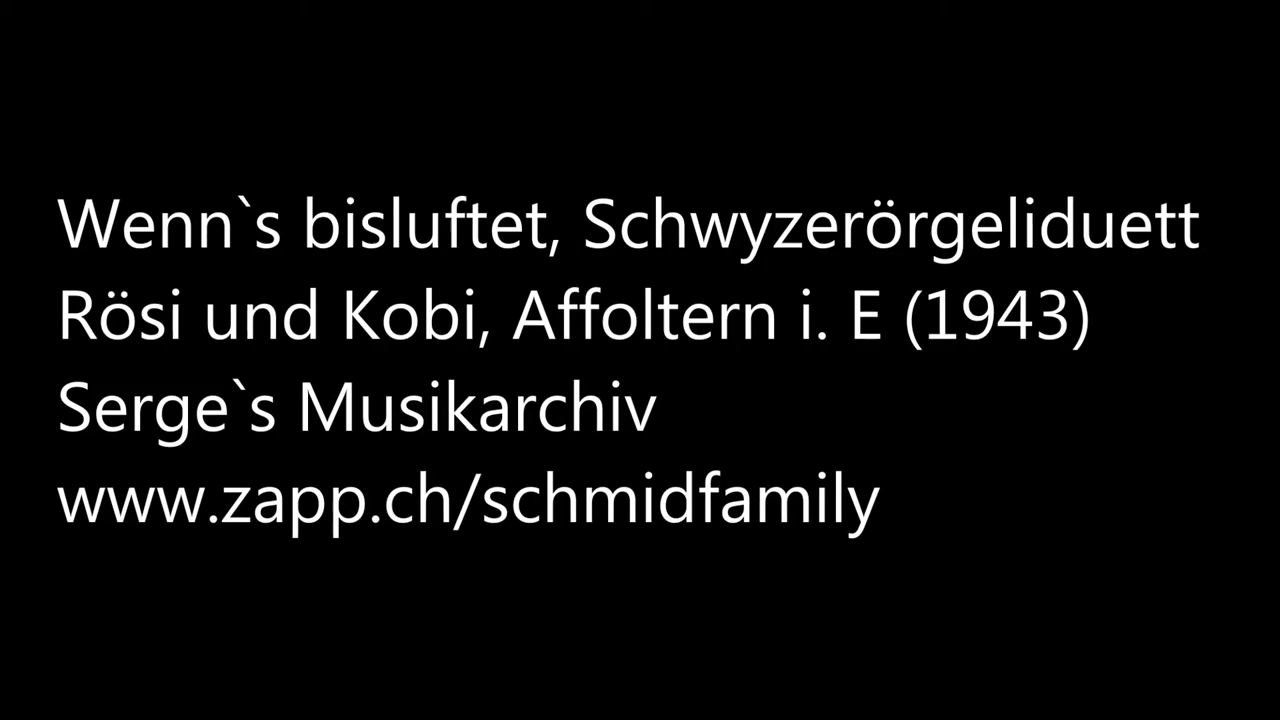 Wenn`s bisluftet, Schwyzerörgeliduett
Rösi und Kobi, Affoltern i. E (1943)
Serge`s Musikarchiv
www.zapp.ch/schmidfamily